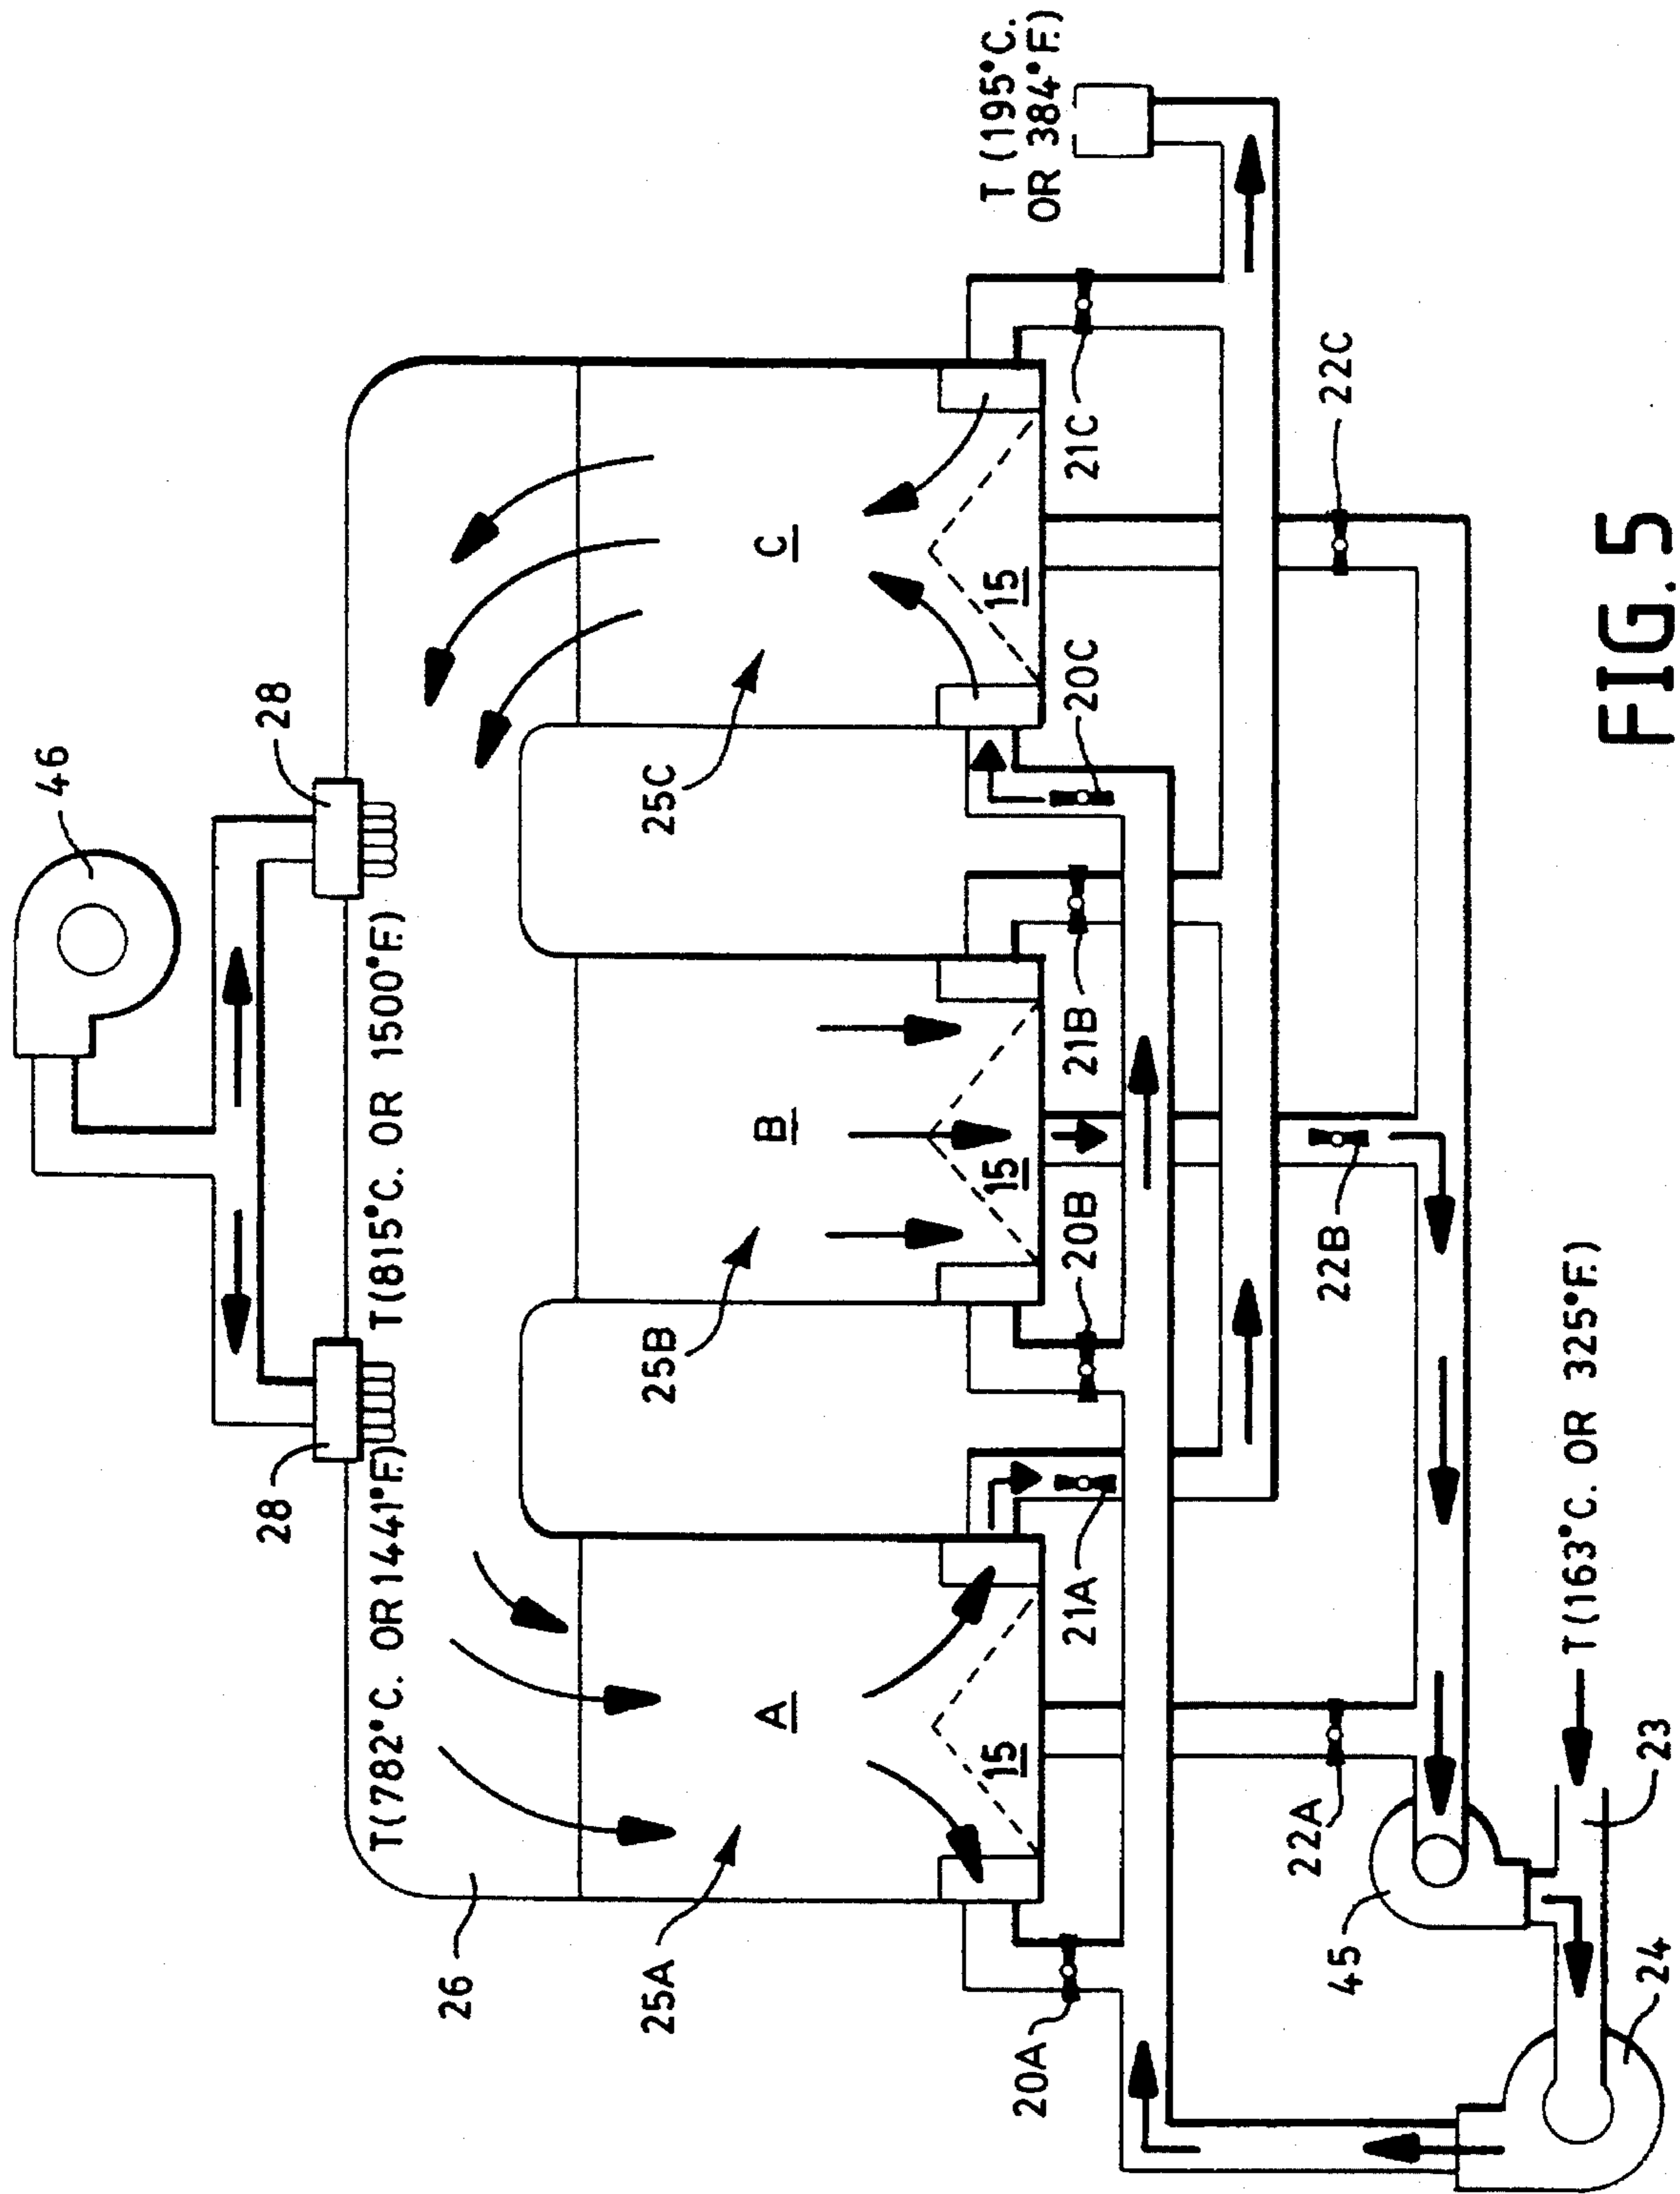 46
28
28
T(782°C. OR 1441°F.)
T(815°C. OR 1500°F.)
26
25A
25B
25C
A
B
C
15
15
15
T (195°C.
OR 384°F.)
20A
21A
20B
21B
20C
21C
22A
22B
22C
45
T(163°C. OR 325°F.)
23
24
FIG. 5